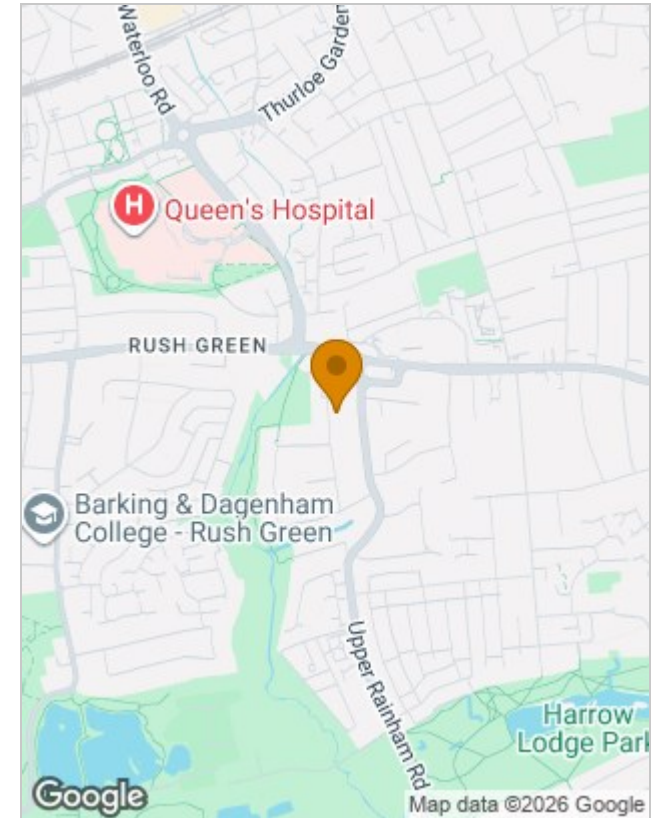 Waterloo Rd
Thurloe Garden
H
Queen's Hospital
RUSH GREEN
Barking & Dagenham
College - Rush Green
Upper Rainham Rd
Harrow
Lodge Park
Google
Map data ©2026 Google